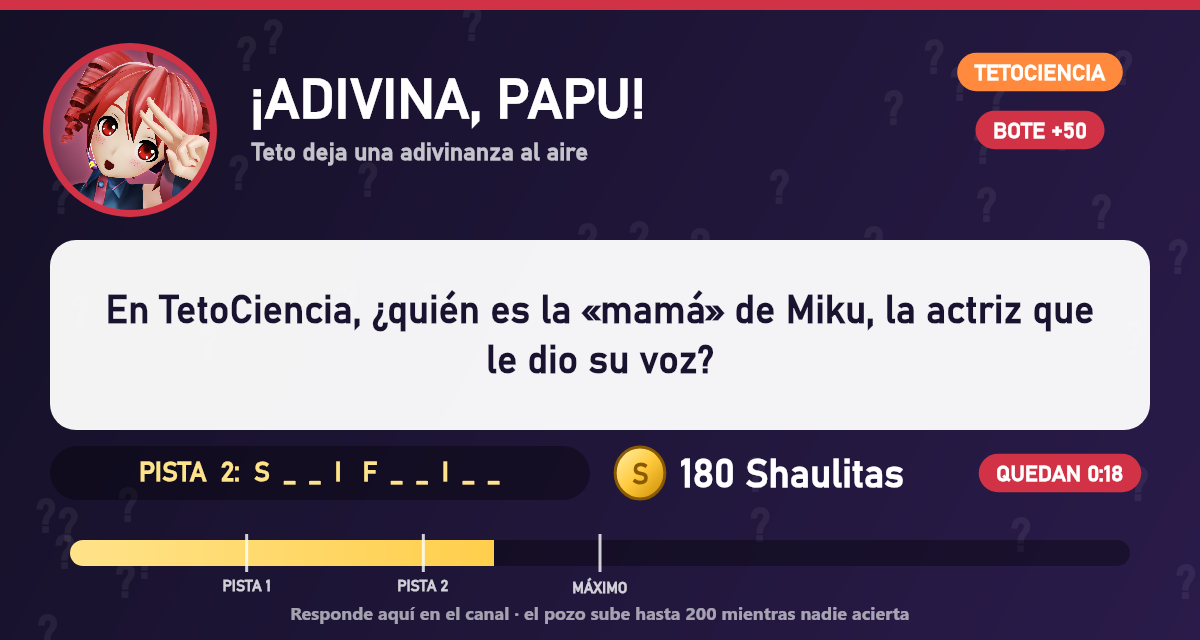 ¡ADIVINA, PAPU!
Teto deja una adivinanza al aire
TETOCIENCIA
BOTE +50
En TetoCiencia, ¿quién es la «mamá» de Miku, la actriz que
le dio su voz?
PISTA 2: S _ _ I F _ _ I _ _
S
180 Shaulitas
QUEDAN 0:18
PISTA 1
PISTA 2
MÁXIMO
Responde aquí en el canal · el pozo sube hasta 200 mientras nadie acierta